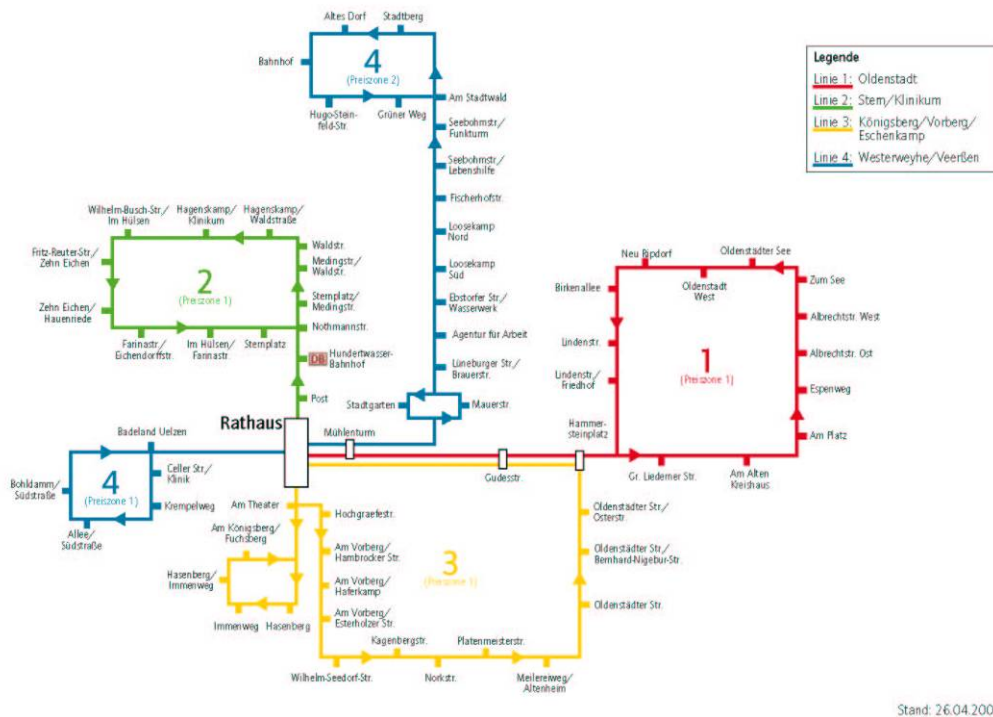 Altes Dorf
Stadtberg
Bahnhof
4
(Preiszone 2)
Hugo-Stein-
feld-Str.
Grüner Weg
Am Stadtwald
Seebohmstr/
Funkturm
Seebohmstr/
Lebenshilfe
Fischerhofstr.
Loosekamp
Nord
Loosekamp
Süd
Ebstorfer Str/
Wasserwerk
Agentur für Arbeit
Lüneburger Str/
Brauerstr.
Stadtgarten
Mauerstr.
Legende
Linie 1: Oldenstadt
Linie 2: Stern/Klinikum
Linie 3: Königsberg/Vorberg/
Eschenkamp
Linie 4: Westerweyhe/Veerßen
Wilhelm-Busch-Str/
Im Hülsen
Hagenskamp/
Klinikum
Hagenskamp/
Waldstraße
Fritz-Reuter-Str/
Zehn Eichen
2
(Preiszone 1)
Waldstr.
Medingstr/
Waldstr.
Sternplatz/
Medingstr.
Zehn Eichen/
Hauenriede
Nothmannstr.
Farinastr/
Eichendorffstr.
Im Hülsen/
Farinastr.
Sternplatz
DB
Hundertwasser-
Bahnhof
Post
Neu Ripdorf
Oldenstädter See
Birkenallee
Oldenstadt
West
Zum See
Albrechtstr. West
Lindenstr.
1
(Preiszone 1)
Albrechtstr. Ost
Lindenstr/
Friedhof
Espenweg
Hammer-
steinplatz
Am Platz
Gr. Liederner Str.
Am Alten
Kreishaus
Rathaus
Mühlenturm
Gudesstr.
Badeland Uelzen
Celler Str/
Klinik
Bohldamm/
Südstraße
4
(Preiszone 1)
Krempelweg
Allee/
Südstraße
Am Theater
Hochgraefestr.
Am Königsberg/
Fuchsberg
Am Vorberg/
Hambrocker Str.
Hasenberg/
Immenweg
Am Vorberg/
Haferkamp
Immenweg
Hasenberg
Am Vorberg/
Esterholzer Str.
3
(Preiszone 1)
Oldenstädter Str/
Osterstr.
Oldenstädter Str/
Bernhard-Nigebur-Str.
Oldenstädter Str.
Kagenbergstr.
Platenmeisterstr.
Wilhelm-Seedorf-Str.
Norkstr.
Meilereiweg/
Altenheim
Stand: 26.04.200